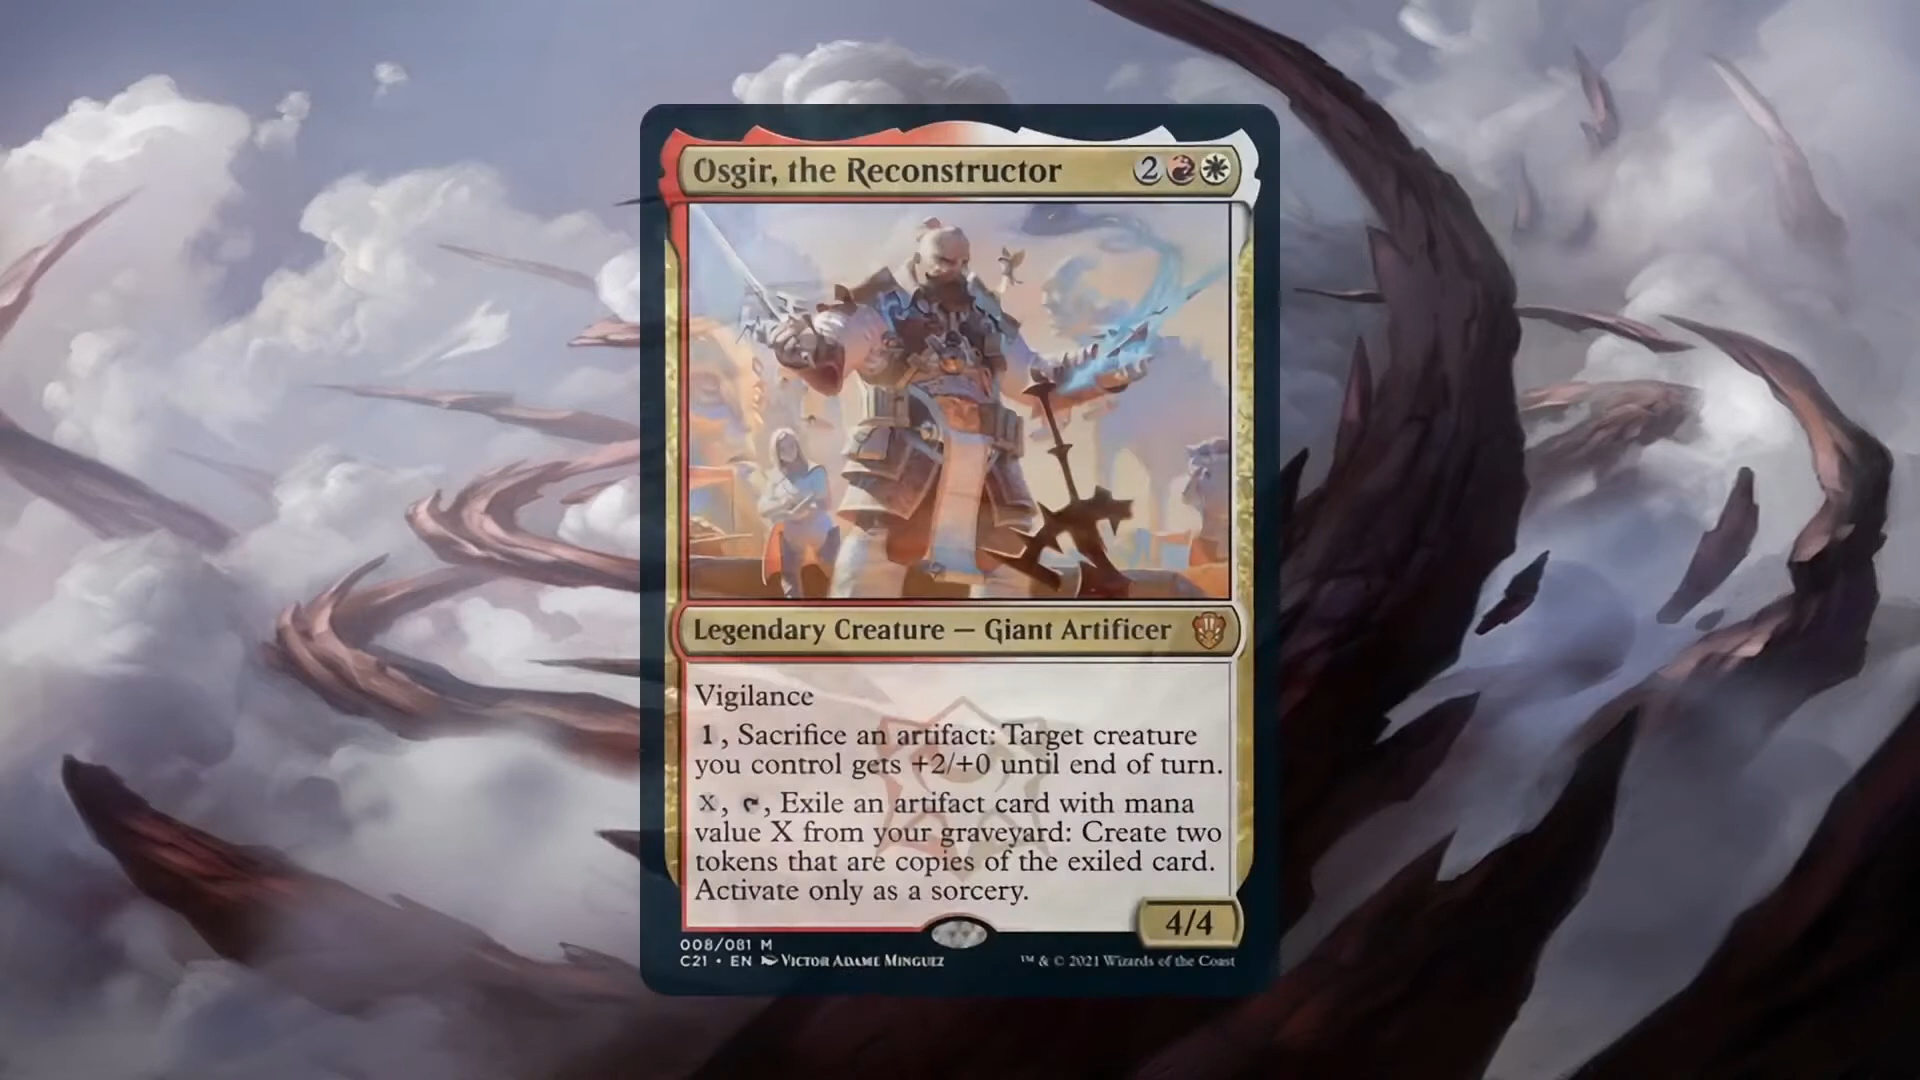 Osgir, the Reconstructor 2
Legendary Creature — Giant Artificer
Vigilance
1, Sacrifice an artifact: Target creature
you control gets +2/+0 until end of turn.
X, , Exile an artifact card with mana
value X from your graveyard: Create two
tokens that are copies of the exiled card.
Activate only as a sorcery.
4/4
008/081 M
C21 • EN Victor Adame Minguez
™ & © 2021 Wizards of the Coast